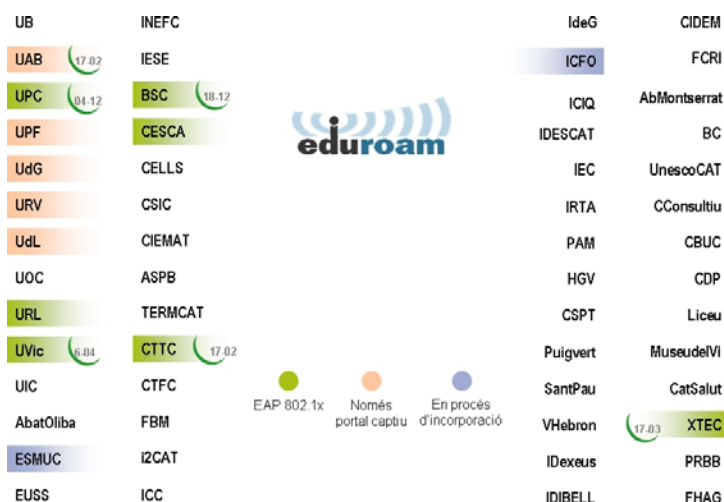 UB
UAB 17-02
UPC 04-12
UPF
UdG
URV
UdL
UOC
URL
UVic 6-04
UIC
AbatOliba
ESMUC
EUSS
INEFC
IESE
BSC 18-12
CESCA
CELLS
CSIC
CIEMAT
ASPB
TERMCAT
CTTC 17-02
CTFC
FBM
I2CAT
ICC
eduroam
EAP 802.1x
Només
portal captiu
En procés
d'incorporació
IdeG
ICFO
ICIQ
IDESCAT
IEC
IRTA
PAM
HGV
CSPT
Puigvert
SantPau
VHebron
IDexeus
IDIBELL
CIDEM
FCRI
AbMontserrat
BC
UnescoCAT
CConsultiu
CBUC
CDP
Liceu
MuseudelVi
CatSalut
17-03 XTEC
PRBB
FHAG